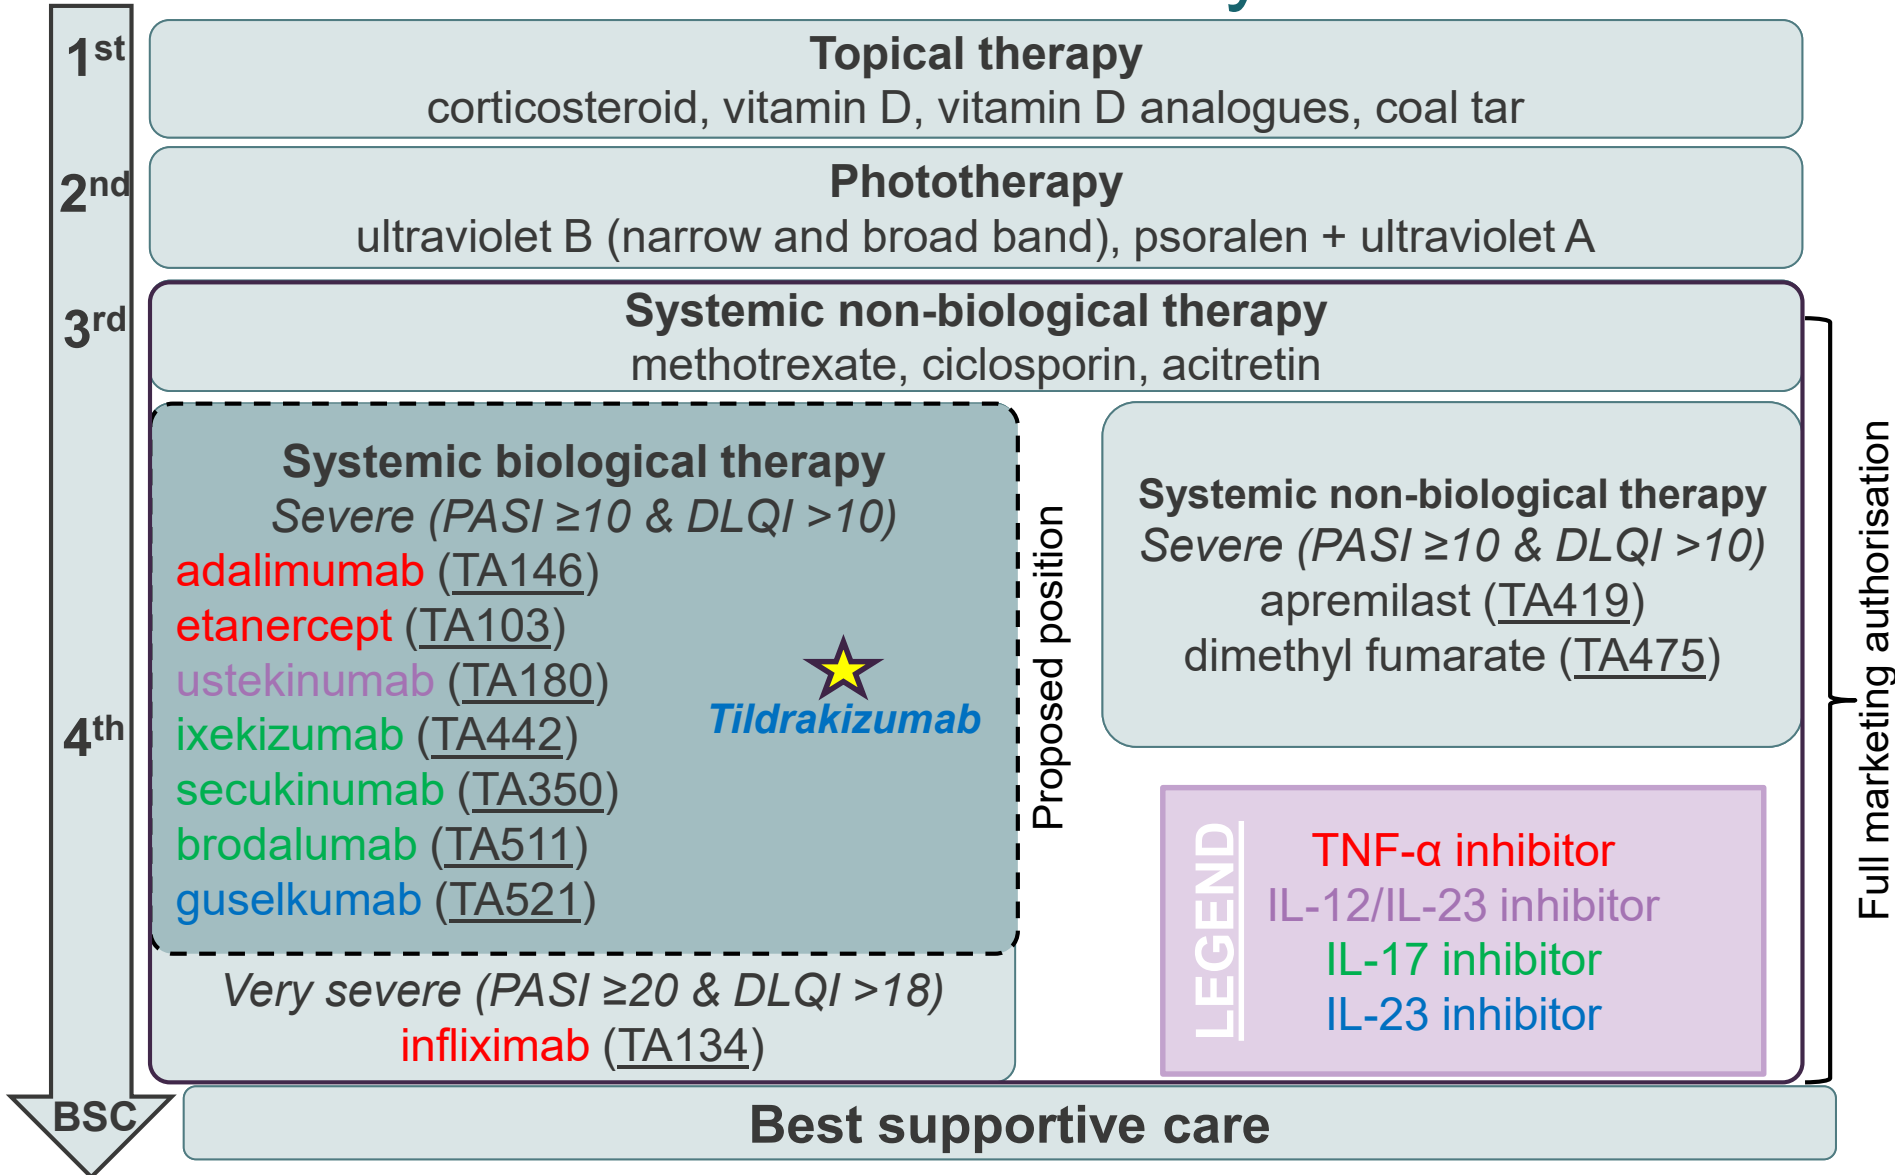 1st
Topical therapy
corticosteroid, vitamin D, vitamin D analogues, coal tar
2nd
Phototherapy
ultraviolet B (narrow and broad band), psoralen + ultraviolet A
3rd
Systemic non-biological therapy
methotrexate, ciclosporin, acitretin
4th
Systemic biological therapy
Severe (PASI ≥10 & DLQI >10)
adalimumab (TA146)
etanercept (TA103)
ustekinumab (TA180)
ixekizumab (TA442)
secukinumab (TA350)
brodalumab (TA511)
guselkumab (TA521)
Tildrakizumab
Proposed position
Very severe (PASI ≥20 & DLQI >18)
infliximab (TA134)
Systemic non-biological therapy
Severe (PASI ≥10 & DLQI >10)
apremilast (TA419)
dimethyl fumarate (TA475)
LEGEND
TNF-α inhibitor
IL-12/IL-23 inhibitor
IL-17 inhibitor
IL-23 inhibitor
Full marketing authorisation
BSC
Best supportive care